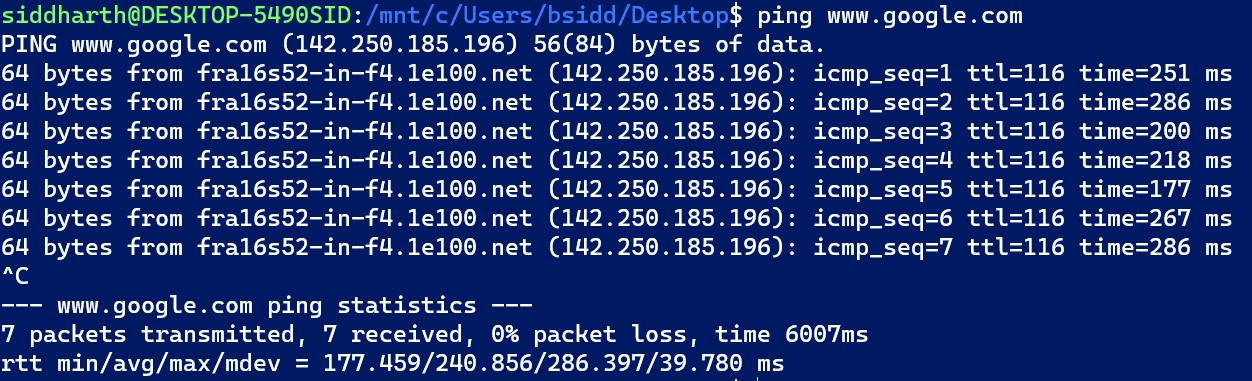 siddharth@DESKTOP-5490SID:/mnt/c/Users/bsidd/Desktop$ ping www.google.com
PING www.google.com (142.250.185.196) 56(84) bytes of data.
64 bytes from fra16s52-in-f4.1e100.net (142.250.185.196): icmp_seq=1 ttl=116 time=251 ms
64 bytes from fra16s52-in-f4.1e100.net (142.250.185.196): icmp_seq=2 ttl=116 time=286 ms
64 bytes from fra16s52-in-f4.1e100.net (142.250.185.196): icmp_seq=3 ttl=116 time=200 ms
64 bytes from fra16s52-in-f4.1e100.net (142.250.185.196): icmp_seq=4 ttl=116 time=218 ms
64 bytes from fra16s52-in-f4.1e100.net (142.250.185.196): icmp_seq=5 ttl=116 time=177 ms
64 bytes from fra16s52-in-f4.1e100.net (142.250.185.196): icmp_seq=6 ttl=116 time=267 ms
64 bytes from fra16s52-in-f4.1e100.net (142.250.185.196): icmp_seq=7 ttl=116 time=286 ms
^C
--- www.google.com ping statistics ---
7 packets transmitted, 7 received, 0% packet loss, time 6007ms
rtt min/avg/max/mdev = 177.459/240.856/286.397/39.780 ms